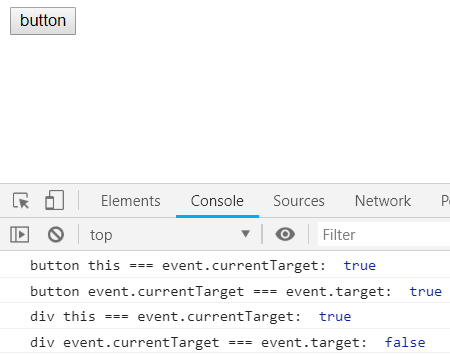 button
Elements Console Sources Network
top Filter
button this === event.currentTarget:  true
button event.currentTarget === event.target:  true
div this === event.currentTarget:  true
div event.currentTarget === event.target:  false